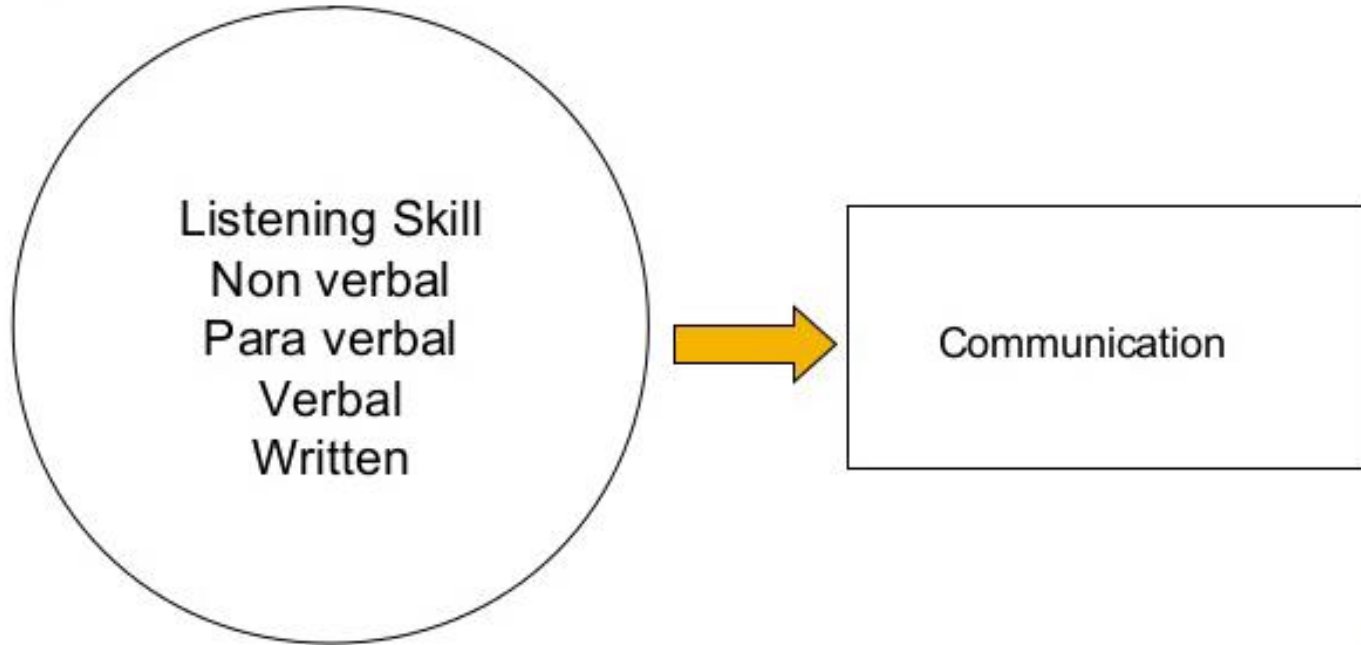 Listening Skill
Non verbal
Para verbal
Verbal
Written
Communication